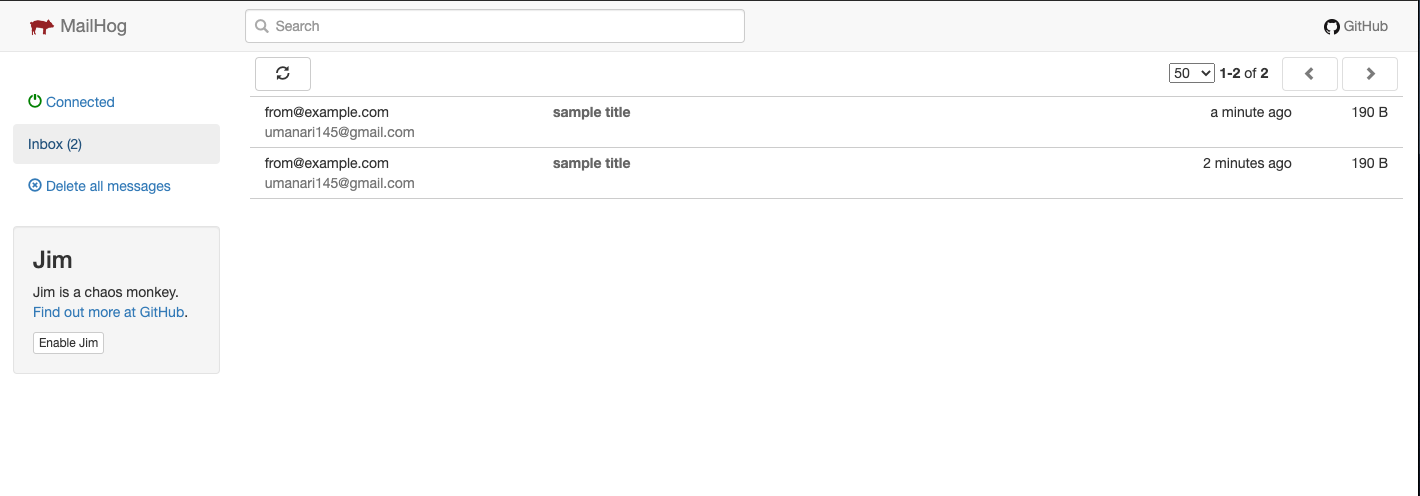 MailHog
Search
GitHub
50 1-2 of 2
Connected
Inbox (2)
Delete all messages
from@example.com sample title a minute ago 190 B
umanari145@gmail.com
from@example.com sample title 2 minutes ago 190 B
umanari145@gmail.com
Jim
Jim is a chaos monkey.
Find out more at GitHub.
Enable Jim